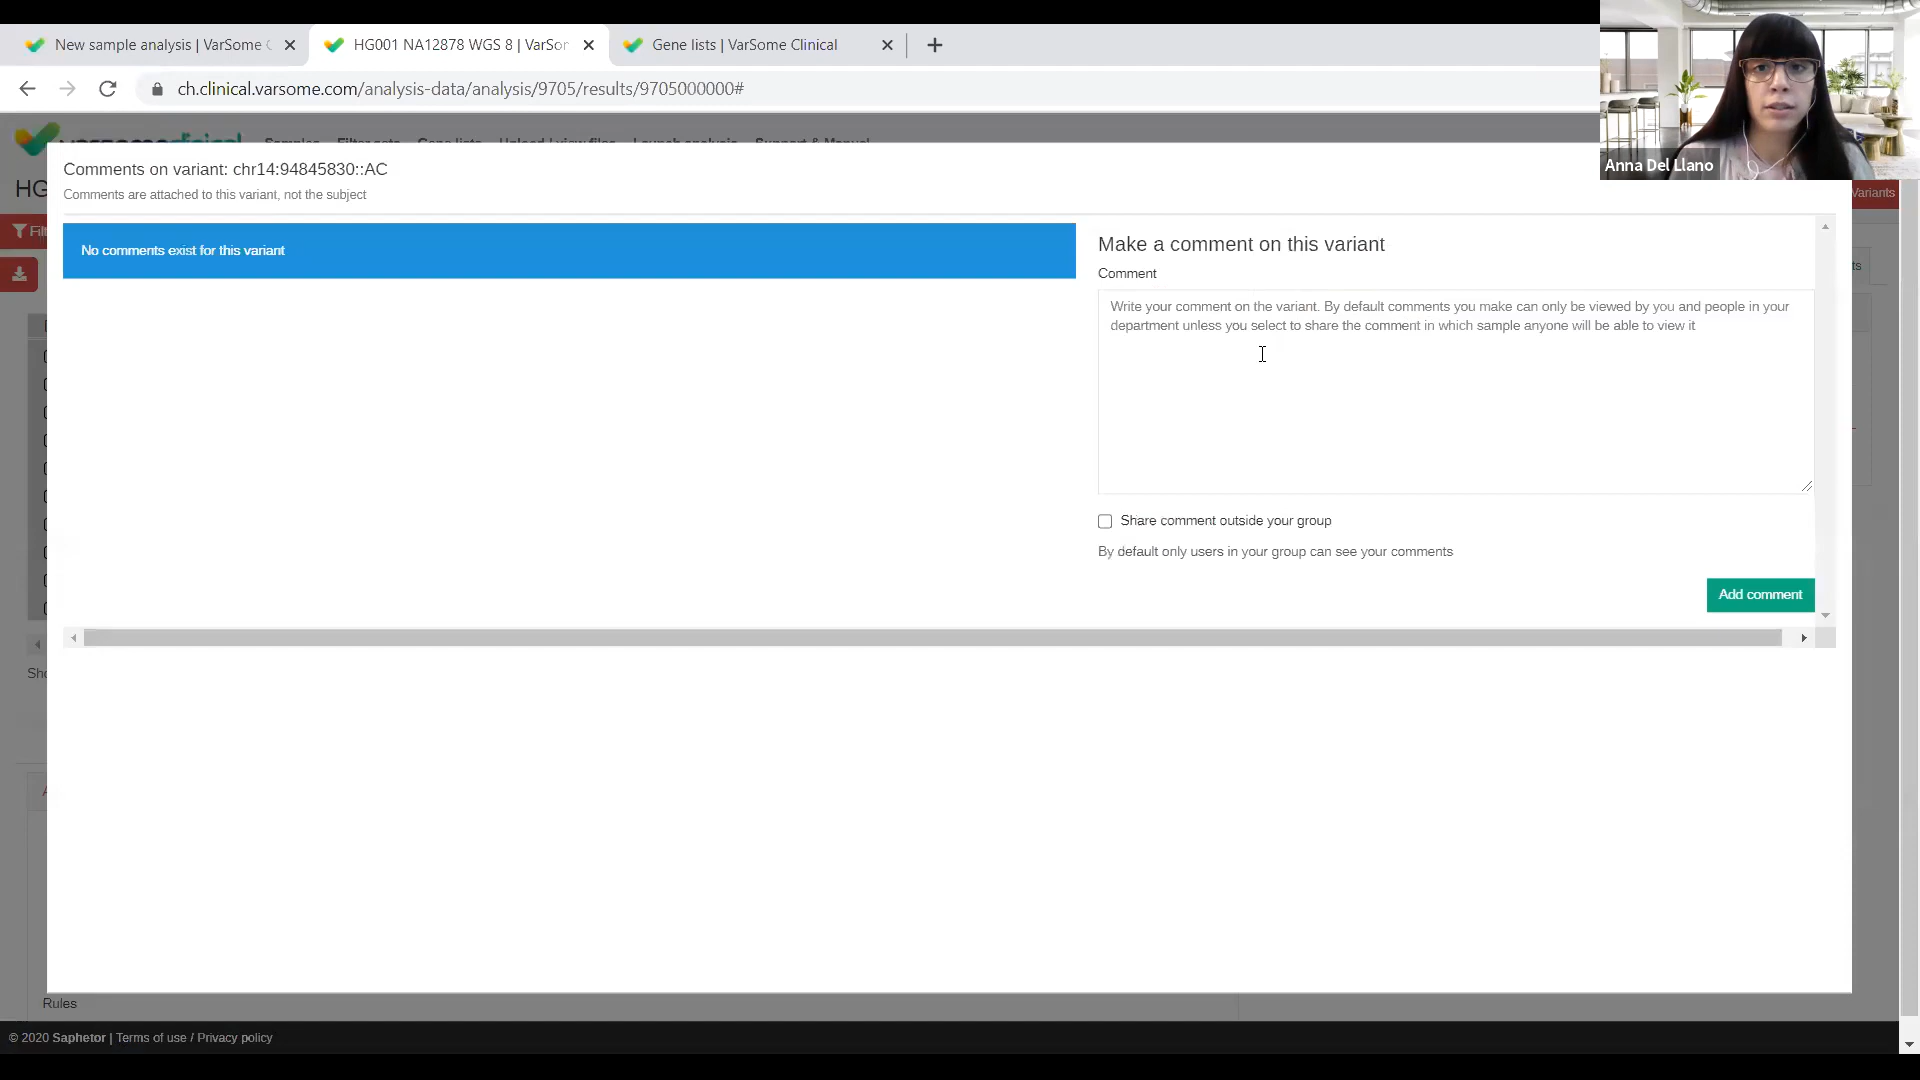 New sample analysis | VarSome C
HG001 NA12878 WGS 8 | VarSom
Gene lists | VarSome Clinical
ch.clinical.varsome.com/analysis-data/analysis/9705/results/9705000000#
Anna Del Llano
HG
Variants
Comments on variant: chr14:94845830::AC
Comments are attached to this variant, not the subject
No comments exist for this variant
Make a comment on this variant
Comment
Write your comment on the variant. By default comments you make can only be viewed by you and people in your
department unless you select to share the comment in which sample anyone will be able to view it
Share comment outside your group
By default only users in your group can see your comments
Add comment
Rules
© 2020 Saphetor | Terms of use / Privacy policy